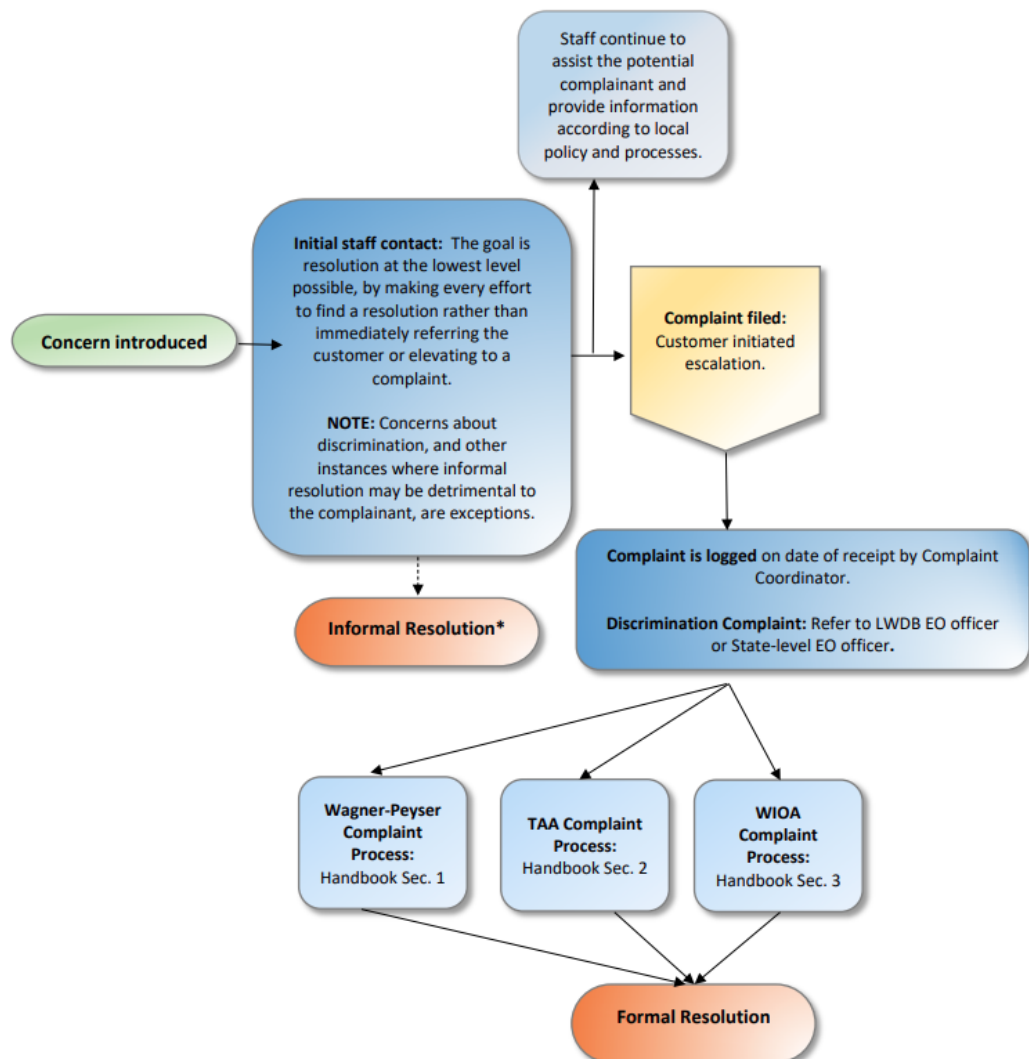 Staff continue to
assist the potential
complainant and
provide information
according to local
policy and processes.
Initial staff contact: The goal is
resolution at the lowest level
possible, by making every effort
to find a resolution rather than
immediately referring the
customer or elevating to a
complaint.
NOTE: Concerns about
discrimination, and other
instances where informal
resolution may be detrimental to
the complainant, are exceptions.
Concern introduced
Complaint filed:
Customer initiated
escalation.
Informal Resolution*
Complaint is logged on date of receipt by Complaint
Coordinator.
Discrimination Complaint: Refer to LWDB EO officer
or State-level EO officer.
Wagner-Peyser
Complaint
Process:
Handbook Sec. 1
TAA Complaint
Process:
Handbook Sec. 2
WIOA
Complaint
Process:
Handbook Sec. 3
Formal Resolution